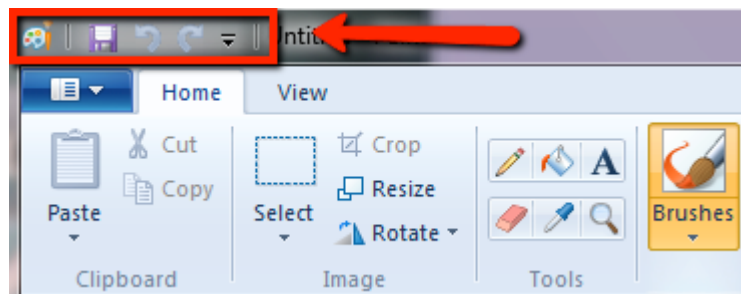 Home View
Cut
Copy
Paste
Select
Crop
Resize
Rotate
A
Brushes
Clipboard
Image
Tools